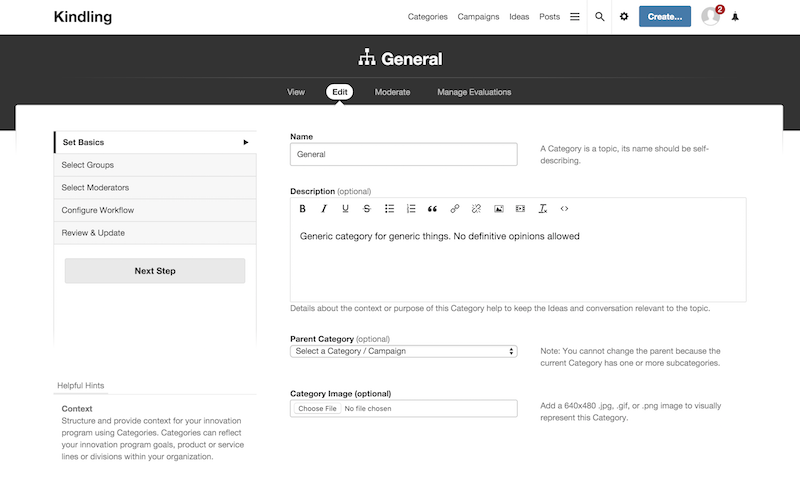 Kindling
Categories Campaigns Ideas Posts Create... 2
General
View Edit Moderate Manage Evaluations
Set Basics
Select Groups
Select Moderators
Configure Workflow
Review & Update
Next Step
Helpful Hints
Context
Structure and provide context for your innovation
program using Categories. Categories can reflect
your innovation program goals, product or service
lines or divisions within your organization.
Name
General
A Category is a topic, its name should be self-
describing.
Description (optional)
B I U S
Generic category for generic things. No definitive opinions allowed
Details about the context or purpose of this Category help to keep the Ideas and conversation relevant to the topic.
Parent Category (optional)
Select a Category / Campaign
Note: You cannot change the parent because the
current Category has one or more subcategories.
Category Image (optional)
Choose File No file chosen
Add a 640x480 .jpg, .gif, or .png image to visually
represent this Category.